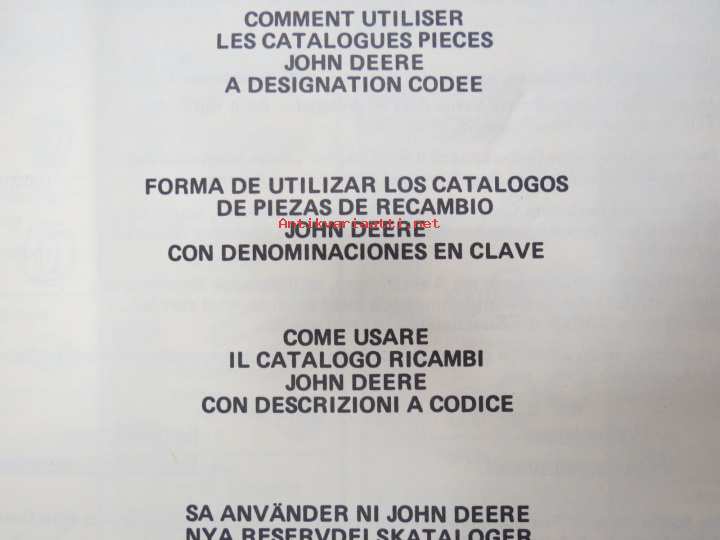 COMMENT UTILISER
LES CATALOGUES PIECES
JOHN DEERE
A DESIGNATION CODEE
FORMA DE UTILIZAR LOS CATALOGOS
DE PIEZAS DE RECAMBIO
Antikvariaatti.net
JOHN DEERE
CON DENOMINACIONES EN CLAVE
COME USARE
IL CATALOGO RICAMBI
JOHN DEERE
CON DESCRIZIONI A CODICE
SA ANVÄNDER NI JOHN DEERE
NYA RESERVDELSKATALOGER